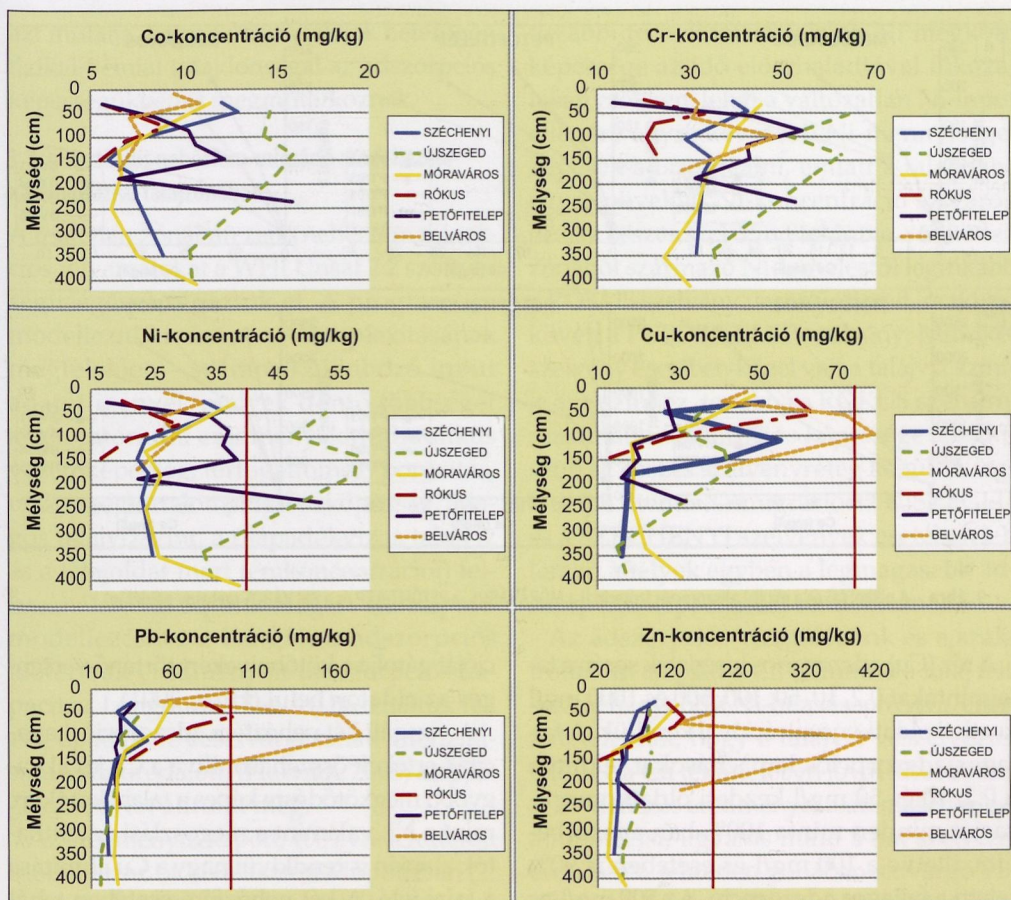 Co-koncentráció (mg/kg)
5 10 15 20
Mélység (cm)
0
50
100
150
200
250
300
350
400
SZÉCHENYI
ÚJSZEGED
MÓRAVÁROS
RÓKUS
PETŐFITELEP
BELVÁROS
Cr-koncentráció (mg/kg)
10 30 50 70
Mélység (cm)
0
50
100
150
200
250
300
350
400
SZÉCHENYI
ÚJSZEGED
MÓRAVÁROS
RÓKUS
PETŐFITELEP
BELVÁROS
Ni-koncentráció (mg/kg)
15 25 35 45 55
Mélység (cm)
0
50
100
150
200
250
300
350
400
SZÉCHENYI
ÚJSZEGED
MÓRAVÁROS
RÓKUS
PETŐFITELEP
BELVÁROS
Cu-koncentráció (mg/kg)
10 30 50 70
Mélység (cm)
0
50
100
150
200
250
300
350
400
SZÉCHENYI
ÚJSZEGED
MÓRAVÁROS
RÓKUS
PETŐFITELEP
BELVÁROS
Pb-koncentráció (mg/kg)
10 60 110 160
Mélység (cm)
0
50
100
150
200
250
300
350
400
SZÉCHENYI
ÚJSZEGED
MÓRAVÁROS
RÓKUS
PETŐFITELEP
BELVÁROS
Zn-koncentráció (mg/kg)
20 120 220 320 420
Mélység (cm)
0
50
100
150
200
250
300
350
400
SZÉCHENYI
ÚJSZEGED
MÓRAVÁROS
RÓKUS
PETŐFITELEP
BELVÁROS